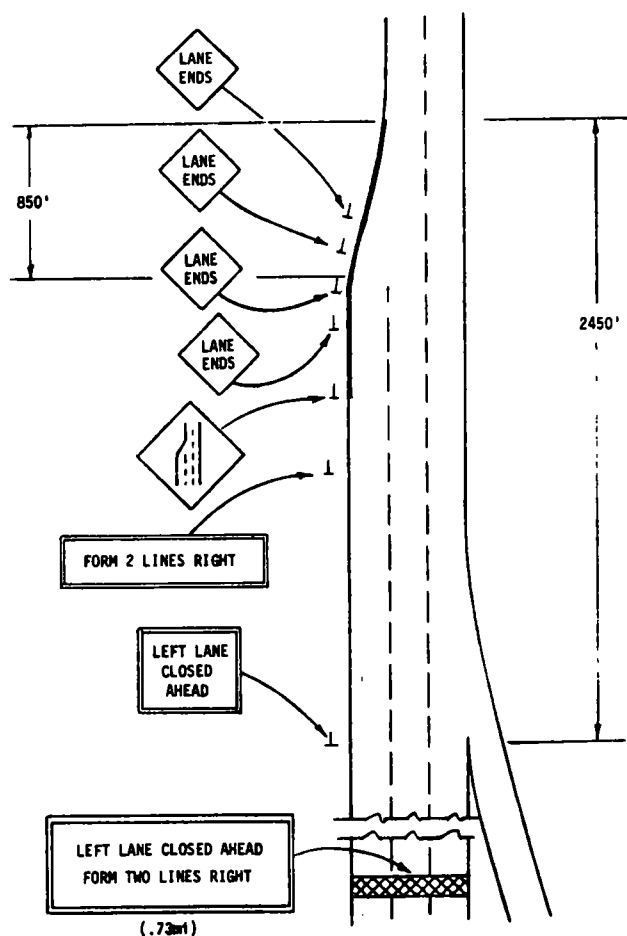 LANE
ENDS
LANE
ENDS
850'
LANE
ENDS
2450'
LANE
ENDS
FORM 2 LINES RIGHT
LEFT LANE
CLOSED
AHEAD
LEFT LANE CLOSED AHEAD
FORM TWO LINES RIGHT
(.73mi)